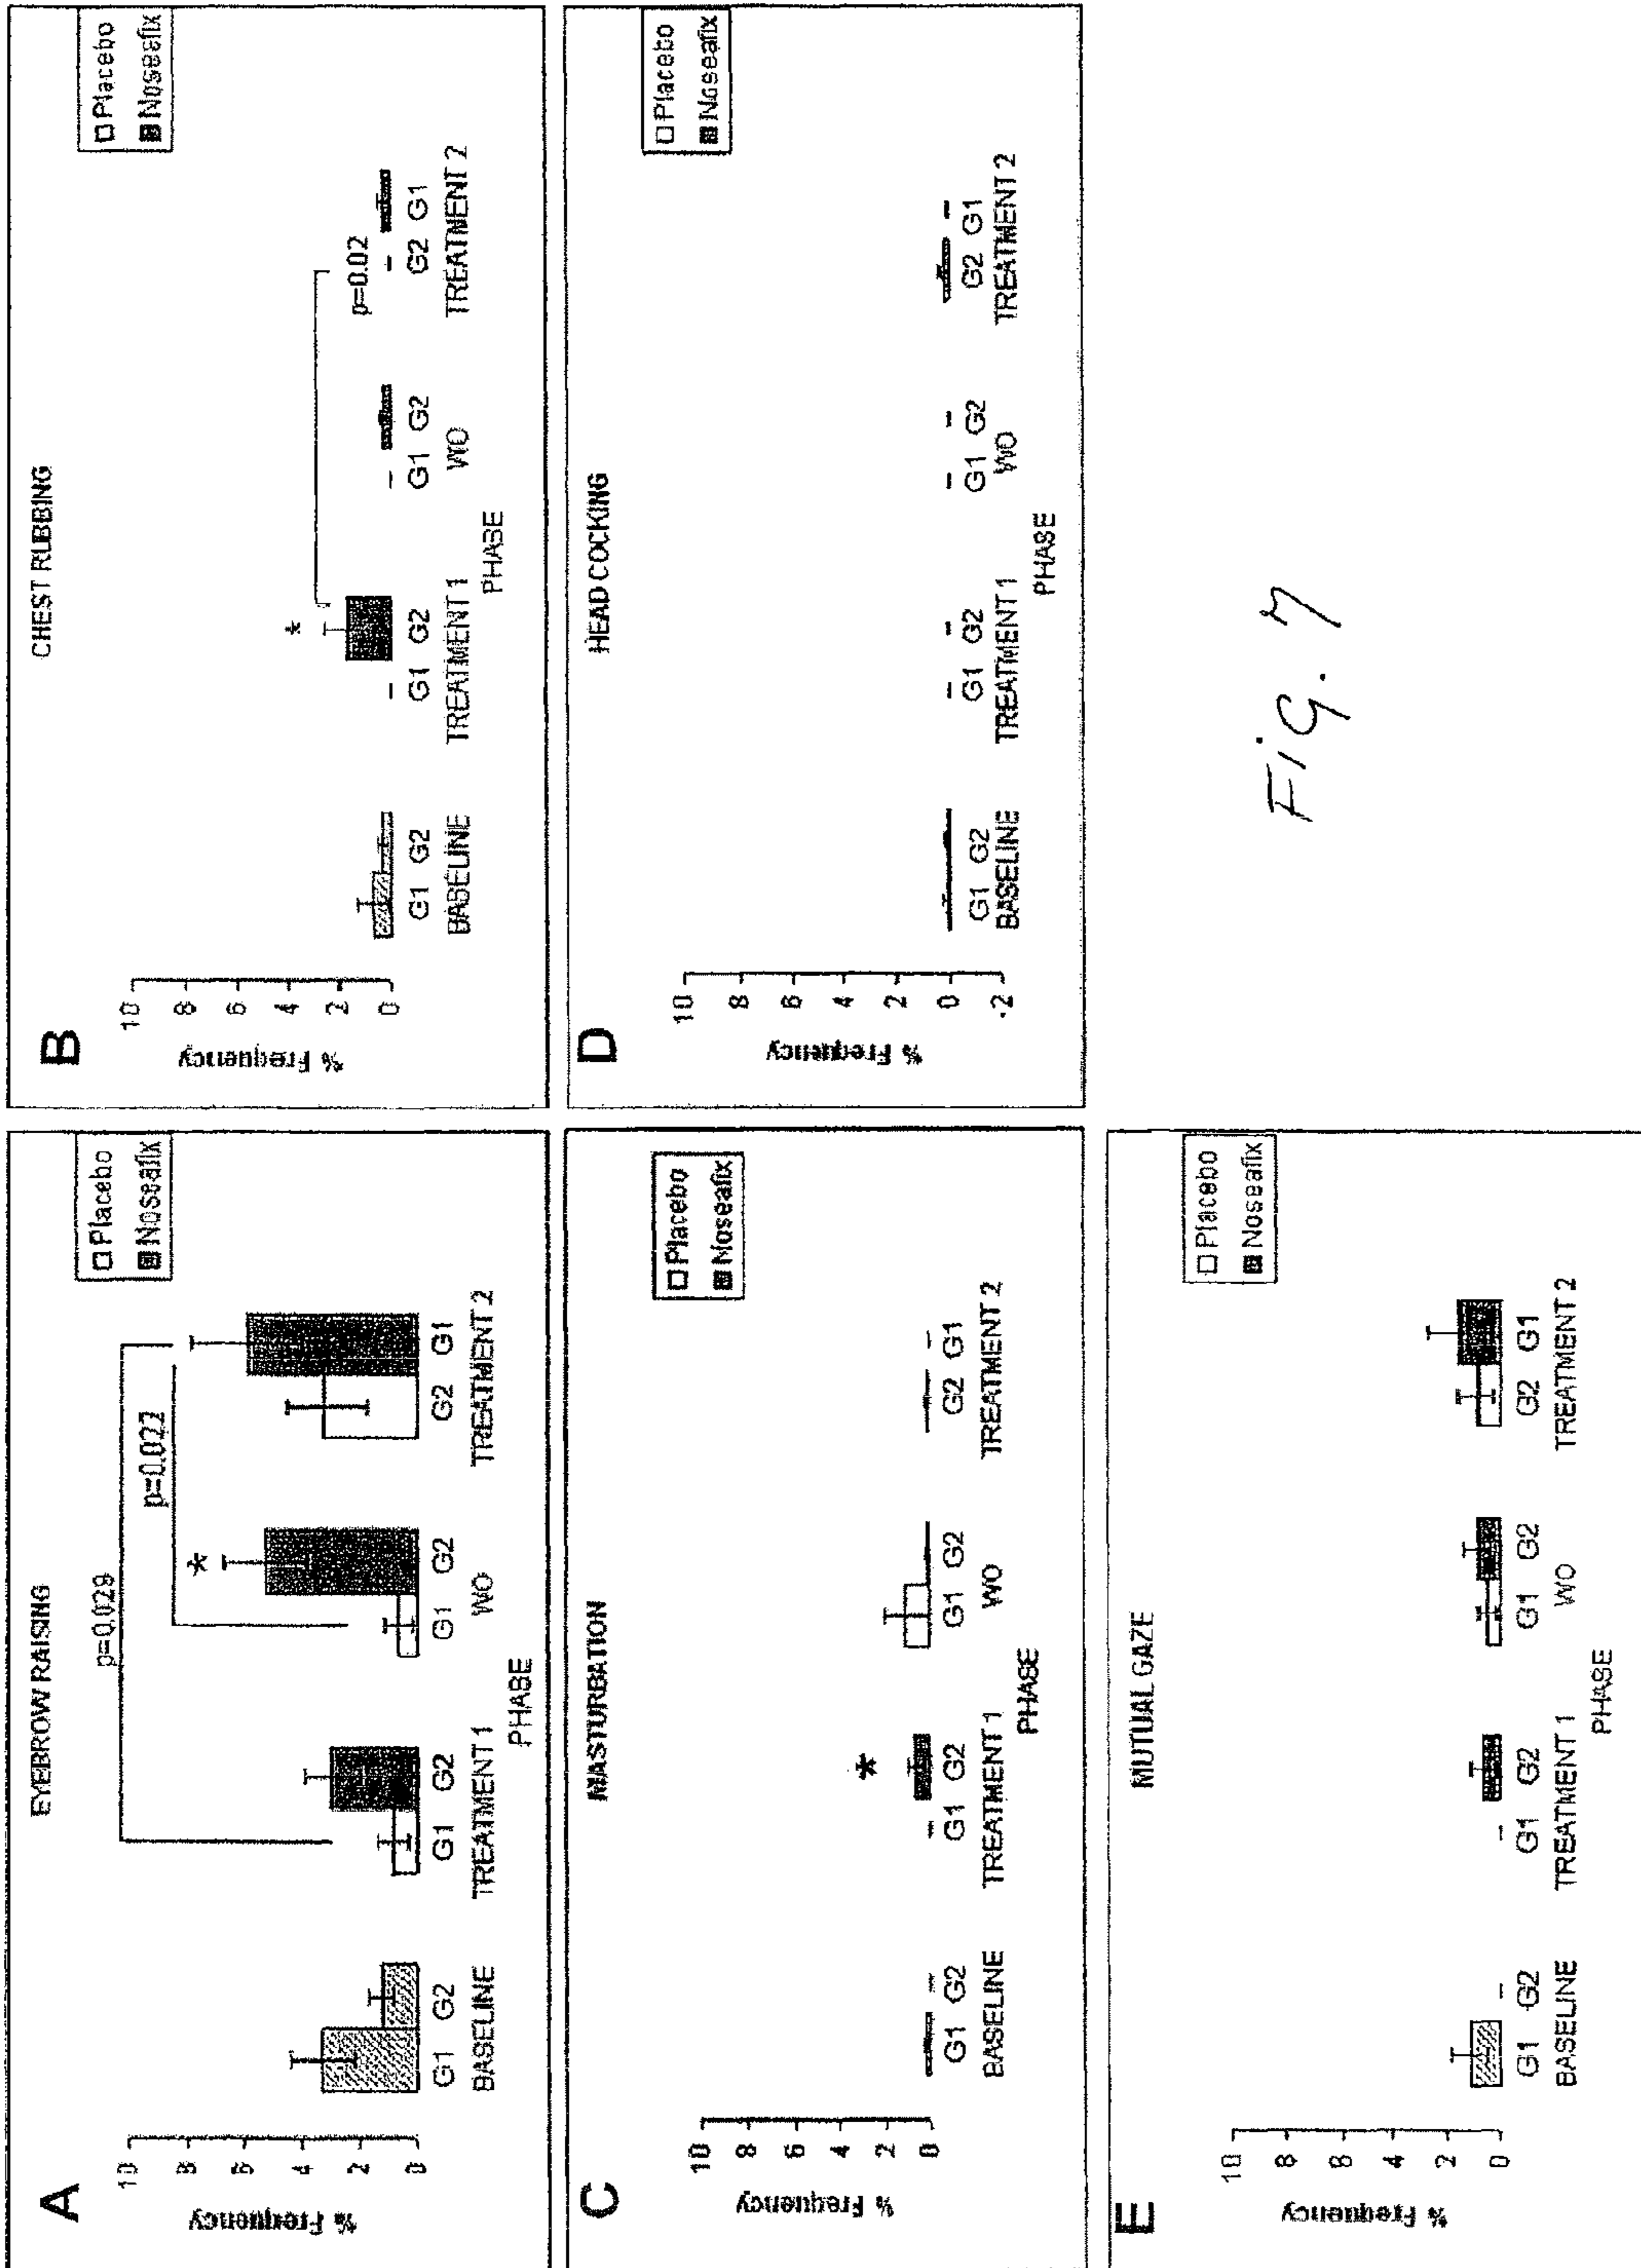 A
EYEBROW RAISING
Placebo
Noseafix
p=0.029
p=0.022
*
% Frequency
10
8
6
4
2
0
G1 G2 G1 G2 G1 G2 G2 G1
BASELINE TREATMENT 1 WO TREATMENT 2
PHASE
B
CHEST RUBBING
Placebo
Noseafix
*
p=0.02
% Frequency
10
8
6
4
2
0
G1 G2 G1 G2 G1 G2 G2 G1
BASELINE TREATMENT 1 WO TREATMENT 2
PHASE
C
MASTURBATION
Placebo
Noseafix
*
% Frequency
10
8
6
4
2
0
G1 G2 G1 G2 G1 G2 G2 G1
BASELINE TREATMENT 1 WO TREATMENT 2
PHASE
D
HEAD COCKING
Placebo
Noseafix
% Frequency
10
8
6
4
2
0
-2
G1 G2 G1 G2 G1 G2 G2 G1
BASELINE TREATMENT 1 WO TREATMENT 2
PHASE
E
MUTUAL GAZE
Placebo
Noseafix
% Frequency
10
8
6
4
2
0
G1 G2 G1 G2 G1 G2 G2 G1
BASELINE TREATMENT 1 WO TREATMENT 2
PHASE
Fig. 7